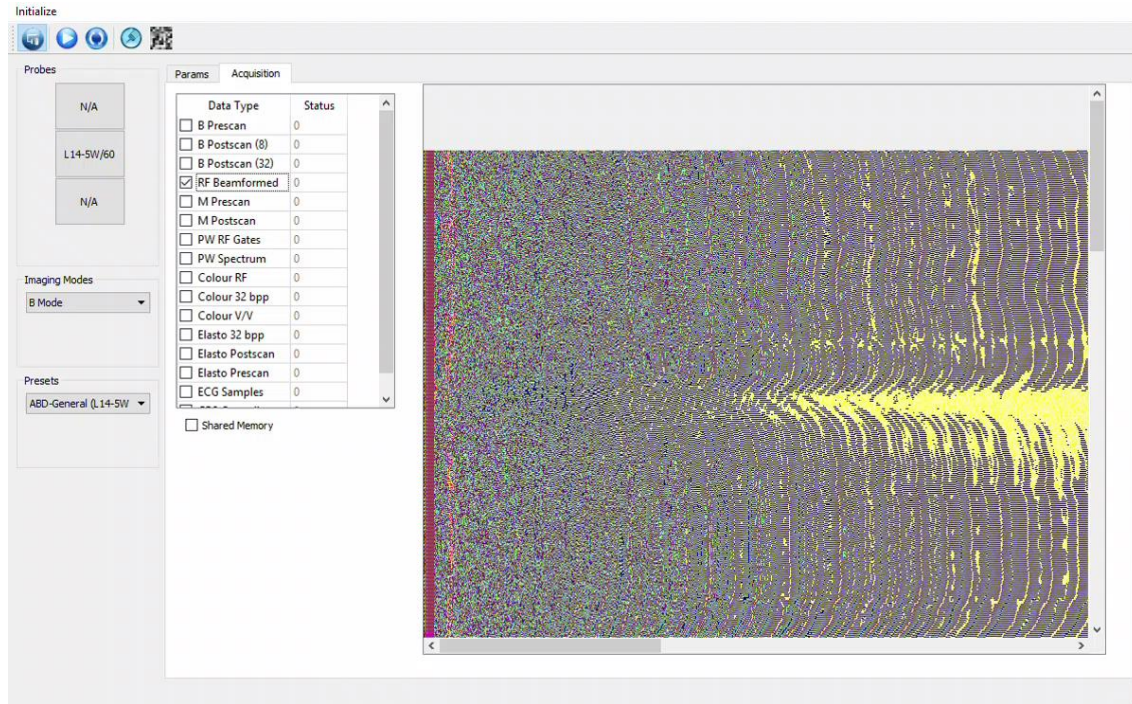 Initialize
Probes
N/A
L14-5W/60
N/A
Imaging Modes
B Mode
Presets
ABD-General (L14-5W
Params Acquisition
Data Type Status
B Prescan 0
B Postscan (8) 0
B Postscan (32) 0
RF Beamformed 0
M Prescan 0
M Postscan 0
PW RF Gates 0
PW Spectrum 0
Colour RF 0
Colour 32 bpp 0
Colour V/V 0
Elasto 32 bpp 0
Elasto Postscan 0
Elasto Prescan 0
ECG Samples 0
Shared Memory